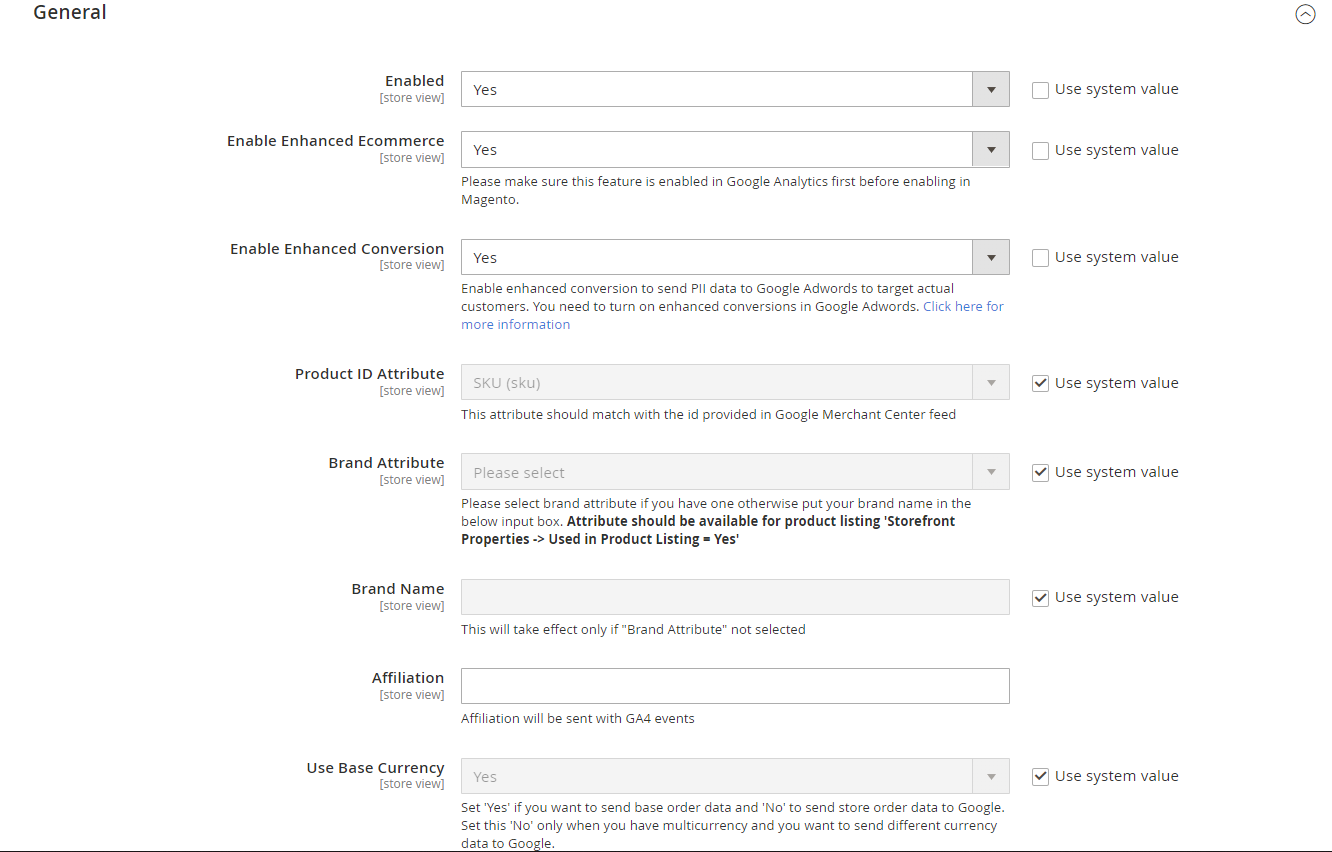 General
Enabled
[store view]
Yes
Use system value
Enable Enhanced Ecommerce
[store view]
Yes
Use system value
Please make sure this feature is enabled in Google Analytics first before enabling in
Magento.
Enable Enhanced Conversion
[store view]
Yes
Use system value
Enable enhanced conversion to send PII data to Google Adwords to target actual
customers. You need to turn on enhanced conversions in Google Adwords. Click here for
more information
Product ID Attribute
[store view]
SKU (sku)
Use system value
This attribute should match with the id provided in Google Merchant Center feed
Brand Attribute
[store view]
Please select
Use system value
Please select brand attribute if you have one otherwise put your brand name in the
below input box. Attribute should be available for product listing 'Storefront
Properties -> Used in Product Listing = Yes'
Brand Name
[store view]
Use system value
This will take effect only if "Brand Attribute" not selected
Affiliation
[store view]
Affiliation will be sent with GA4 events
Use Base Currency
[store view]
Yes
Use system value
Set 'Yes' if you want to send base order data and 'No' to send store order data to Google.
Set this 'No' only when you have multicurrency and you want to send different currency
data to Google.